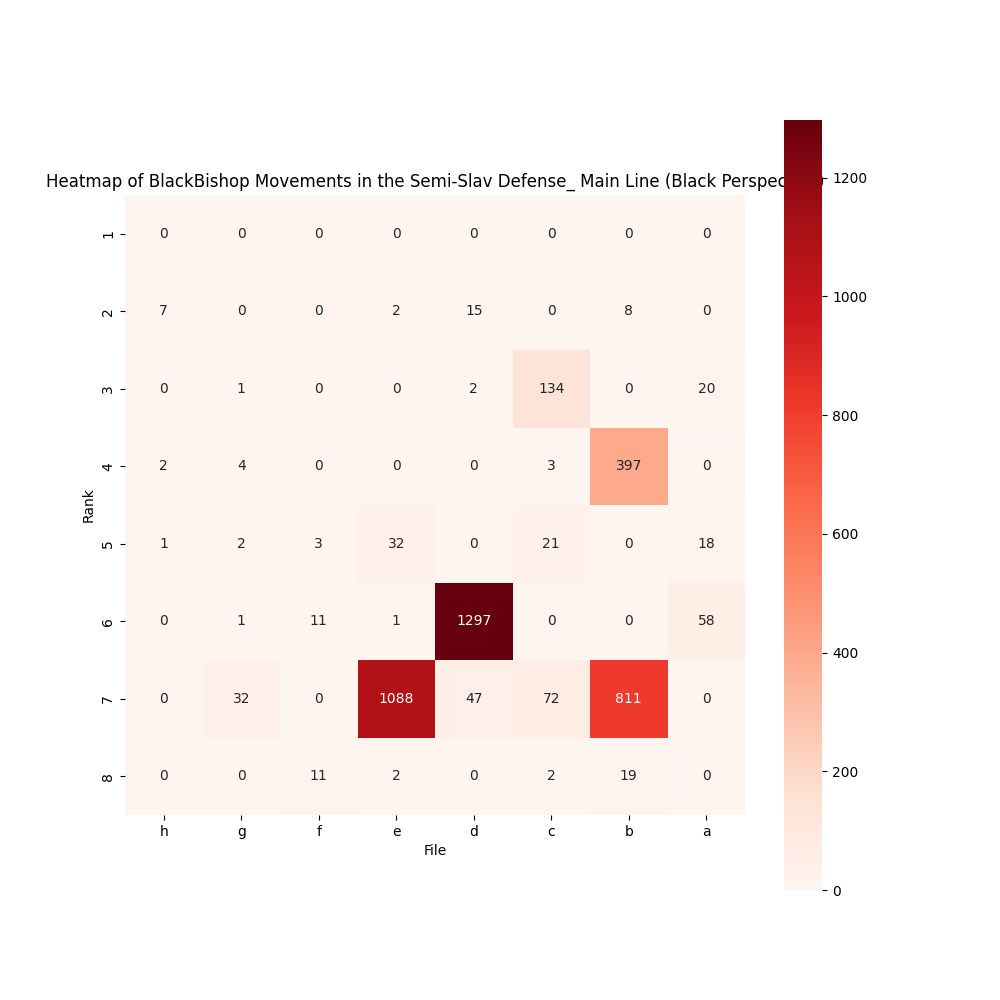 Heatmap of BlackBishop Movements in the Semi-Slav Defense_ Main Line (Black Perspec )
1200
1000
800
600
400
200
0
Rank
1 0 0 0 0 0 0 0 0
2 7 0 0 2 15 0 8 0
3 0 1 0 0 2 134 0 20
4 2 4 0 0 0 3 397 0
5 1 2 3 32 0 21 0 18
6 0 1 11 1 1297 0 0 58
7 0 32 0 1088 47 72 811 0
8 0 0 11 2 0 2 19 0
h g f e d c b a
File